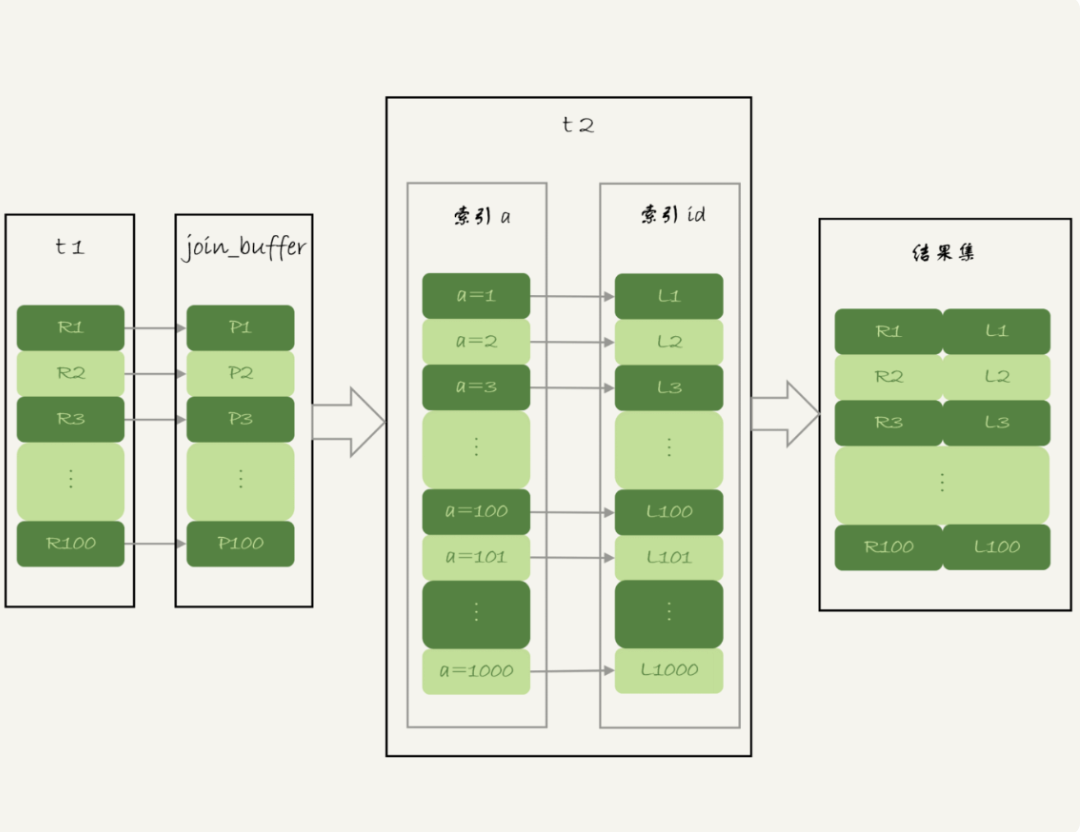 t1
R1
R2
R3
⋮
R100
join_buffer
P1
P2
P3
⋮
P100
t2
索引 a
a=1
a=2
a=3
⋮
a=100
a=101
⋮
a=1000
索引 id
L1
L2
L3
⋮
L100
L101
⋮
L1000
结果集
R1 L1
R2 L2
R3 L3
⋮
R100 L100